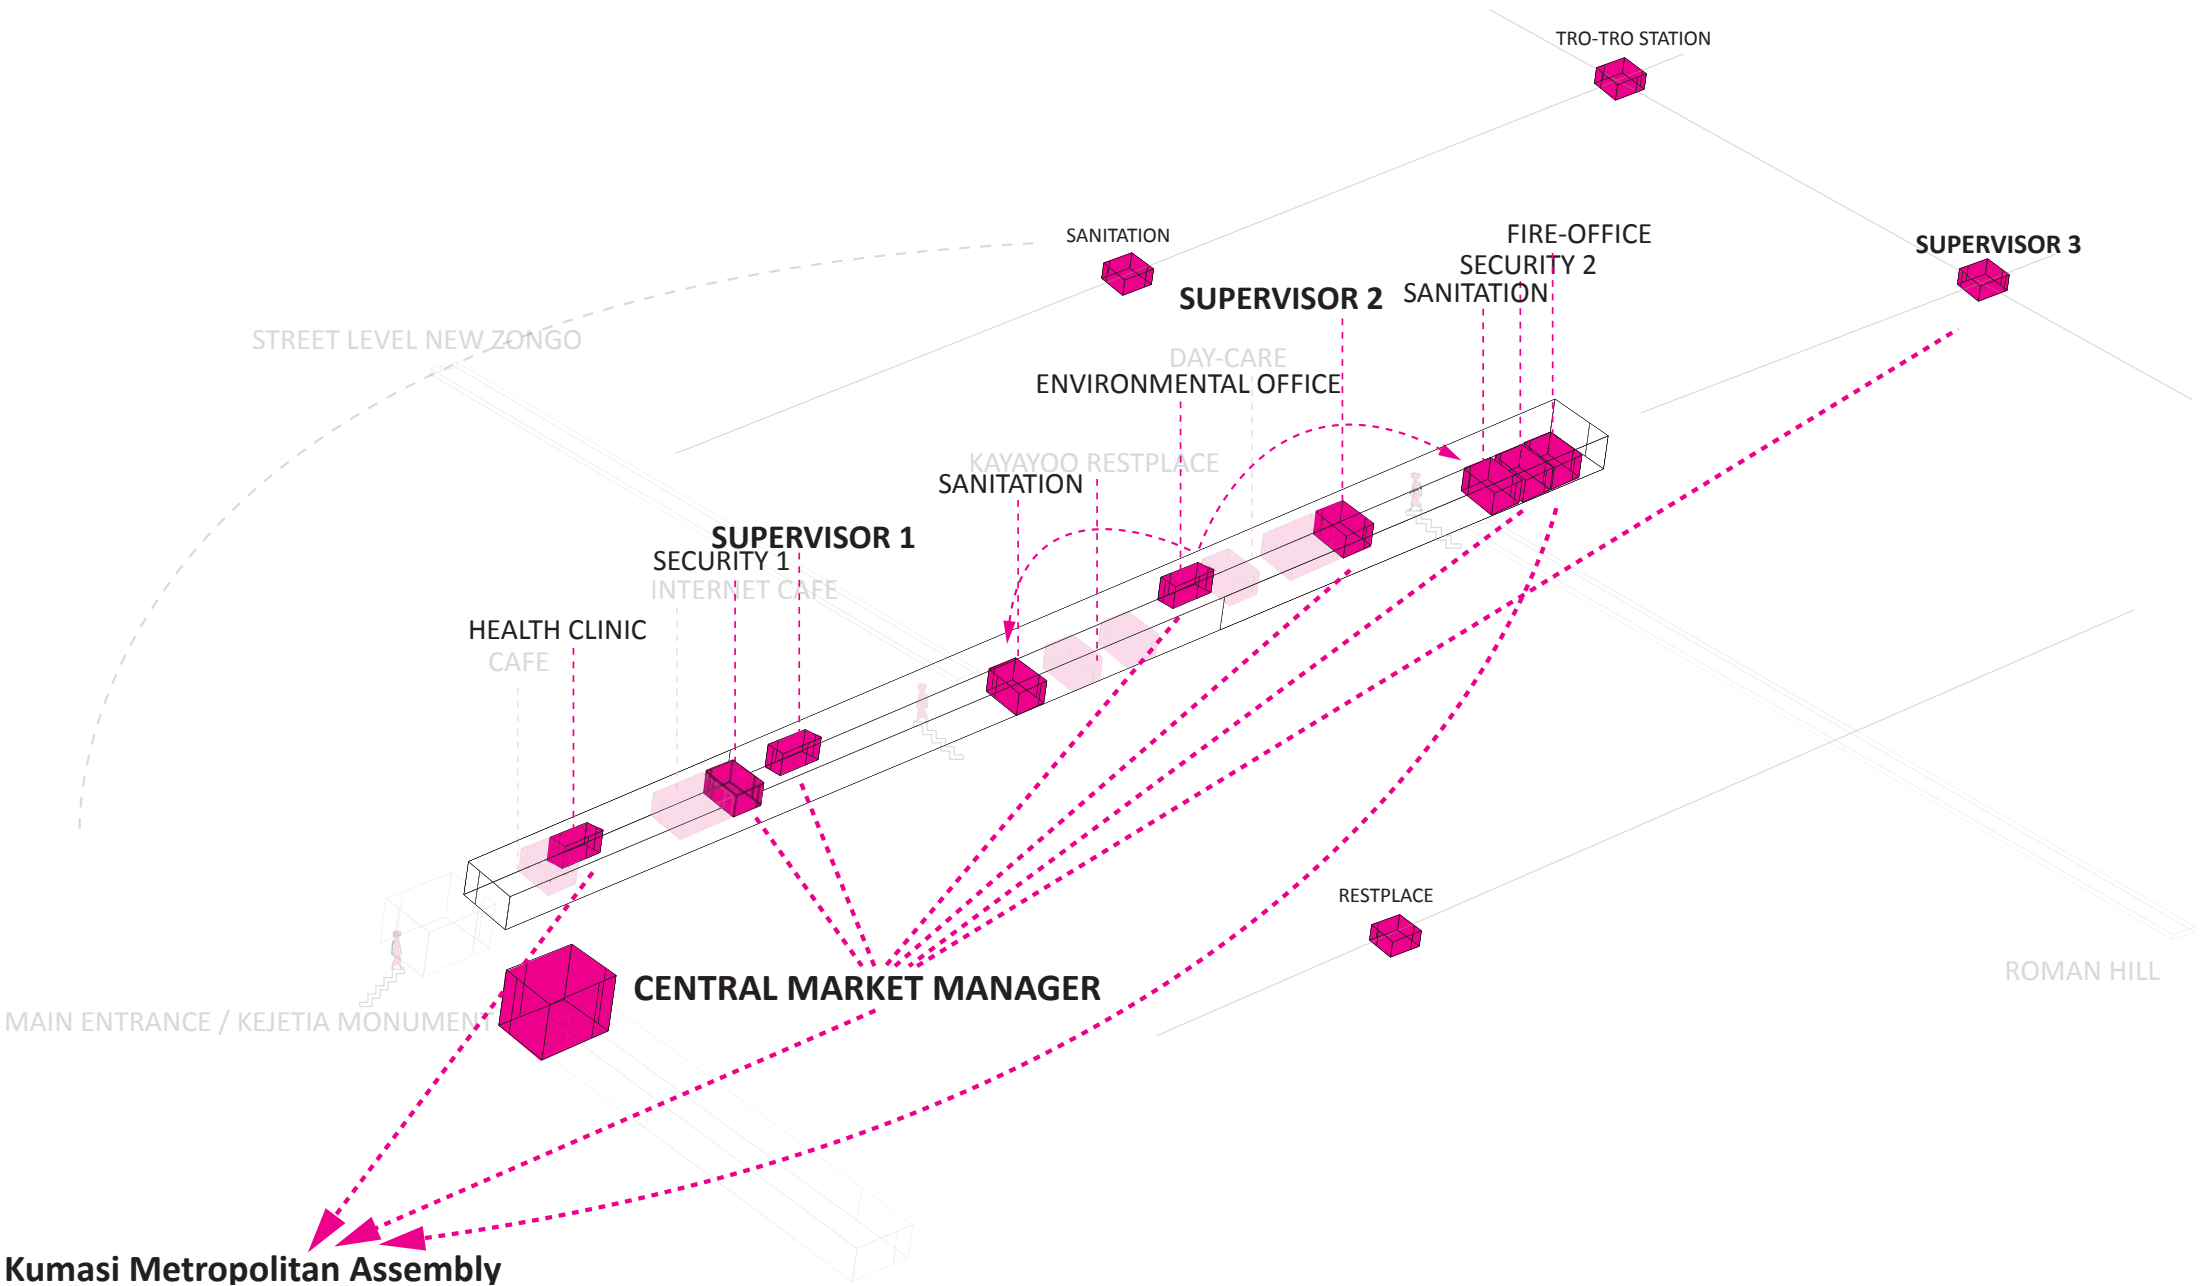 TRO-TRO STATION
SANITATION
FIRE-OFFICE
SUPERVISOR 3
SECURITY 2
SUPERVISOR 2
SANITATION
STREET LEVEL NEW ZONGO
DAY-CARE
ENVIRONMENTAL OFFICE
KAYAYOO RESTPLACE
SANITATION
SUPERVISOR 1
SECURITY 1
INTERNET CAFE
HEALTH CLINIC
CAFE
RESTPLACE
ROMAN HILL
CENTRAL MARKET MANAGER
MAIN ENTRANCE / KEJETIA MONUMENT
Kumasi Metropolitan Assembly